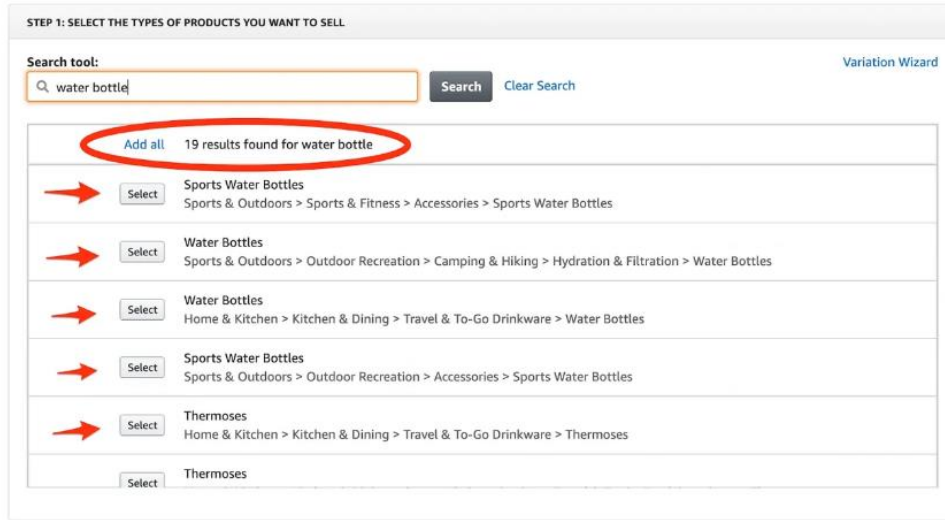 STEP 1: SELECT THE TYPES OF PRODUCTS YOU WANT TO SELL
Search tool:
Variation Wizard
water bottle
Search
Clear Search
Add all 19 results found for water bottle
Select
Sports Water Bottles
Sports & Outdoors > Sports & Fitness > Accessories > Sports Water Bottles
Select
Water Bottles
Sports & Outdoors > Outdoor Recreation > Camping & Hiking > Hydration & Filtration > Water Bottles
Select
Water Bottles
Home & Kitchen > Kitchen & Dining > Travel & To-Go Drinkware > Water Bottles
Select
Sports Water Bottles
Sports & Outdoors > Outdoor Recreation > Accessories > Sports Water Bottles
Select
Thermoses
Home & Kitchen > Kitchen & Dining > Travel & To-Go Drinkware > Thermoses
Select
Thermoses